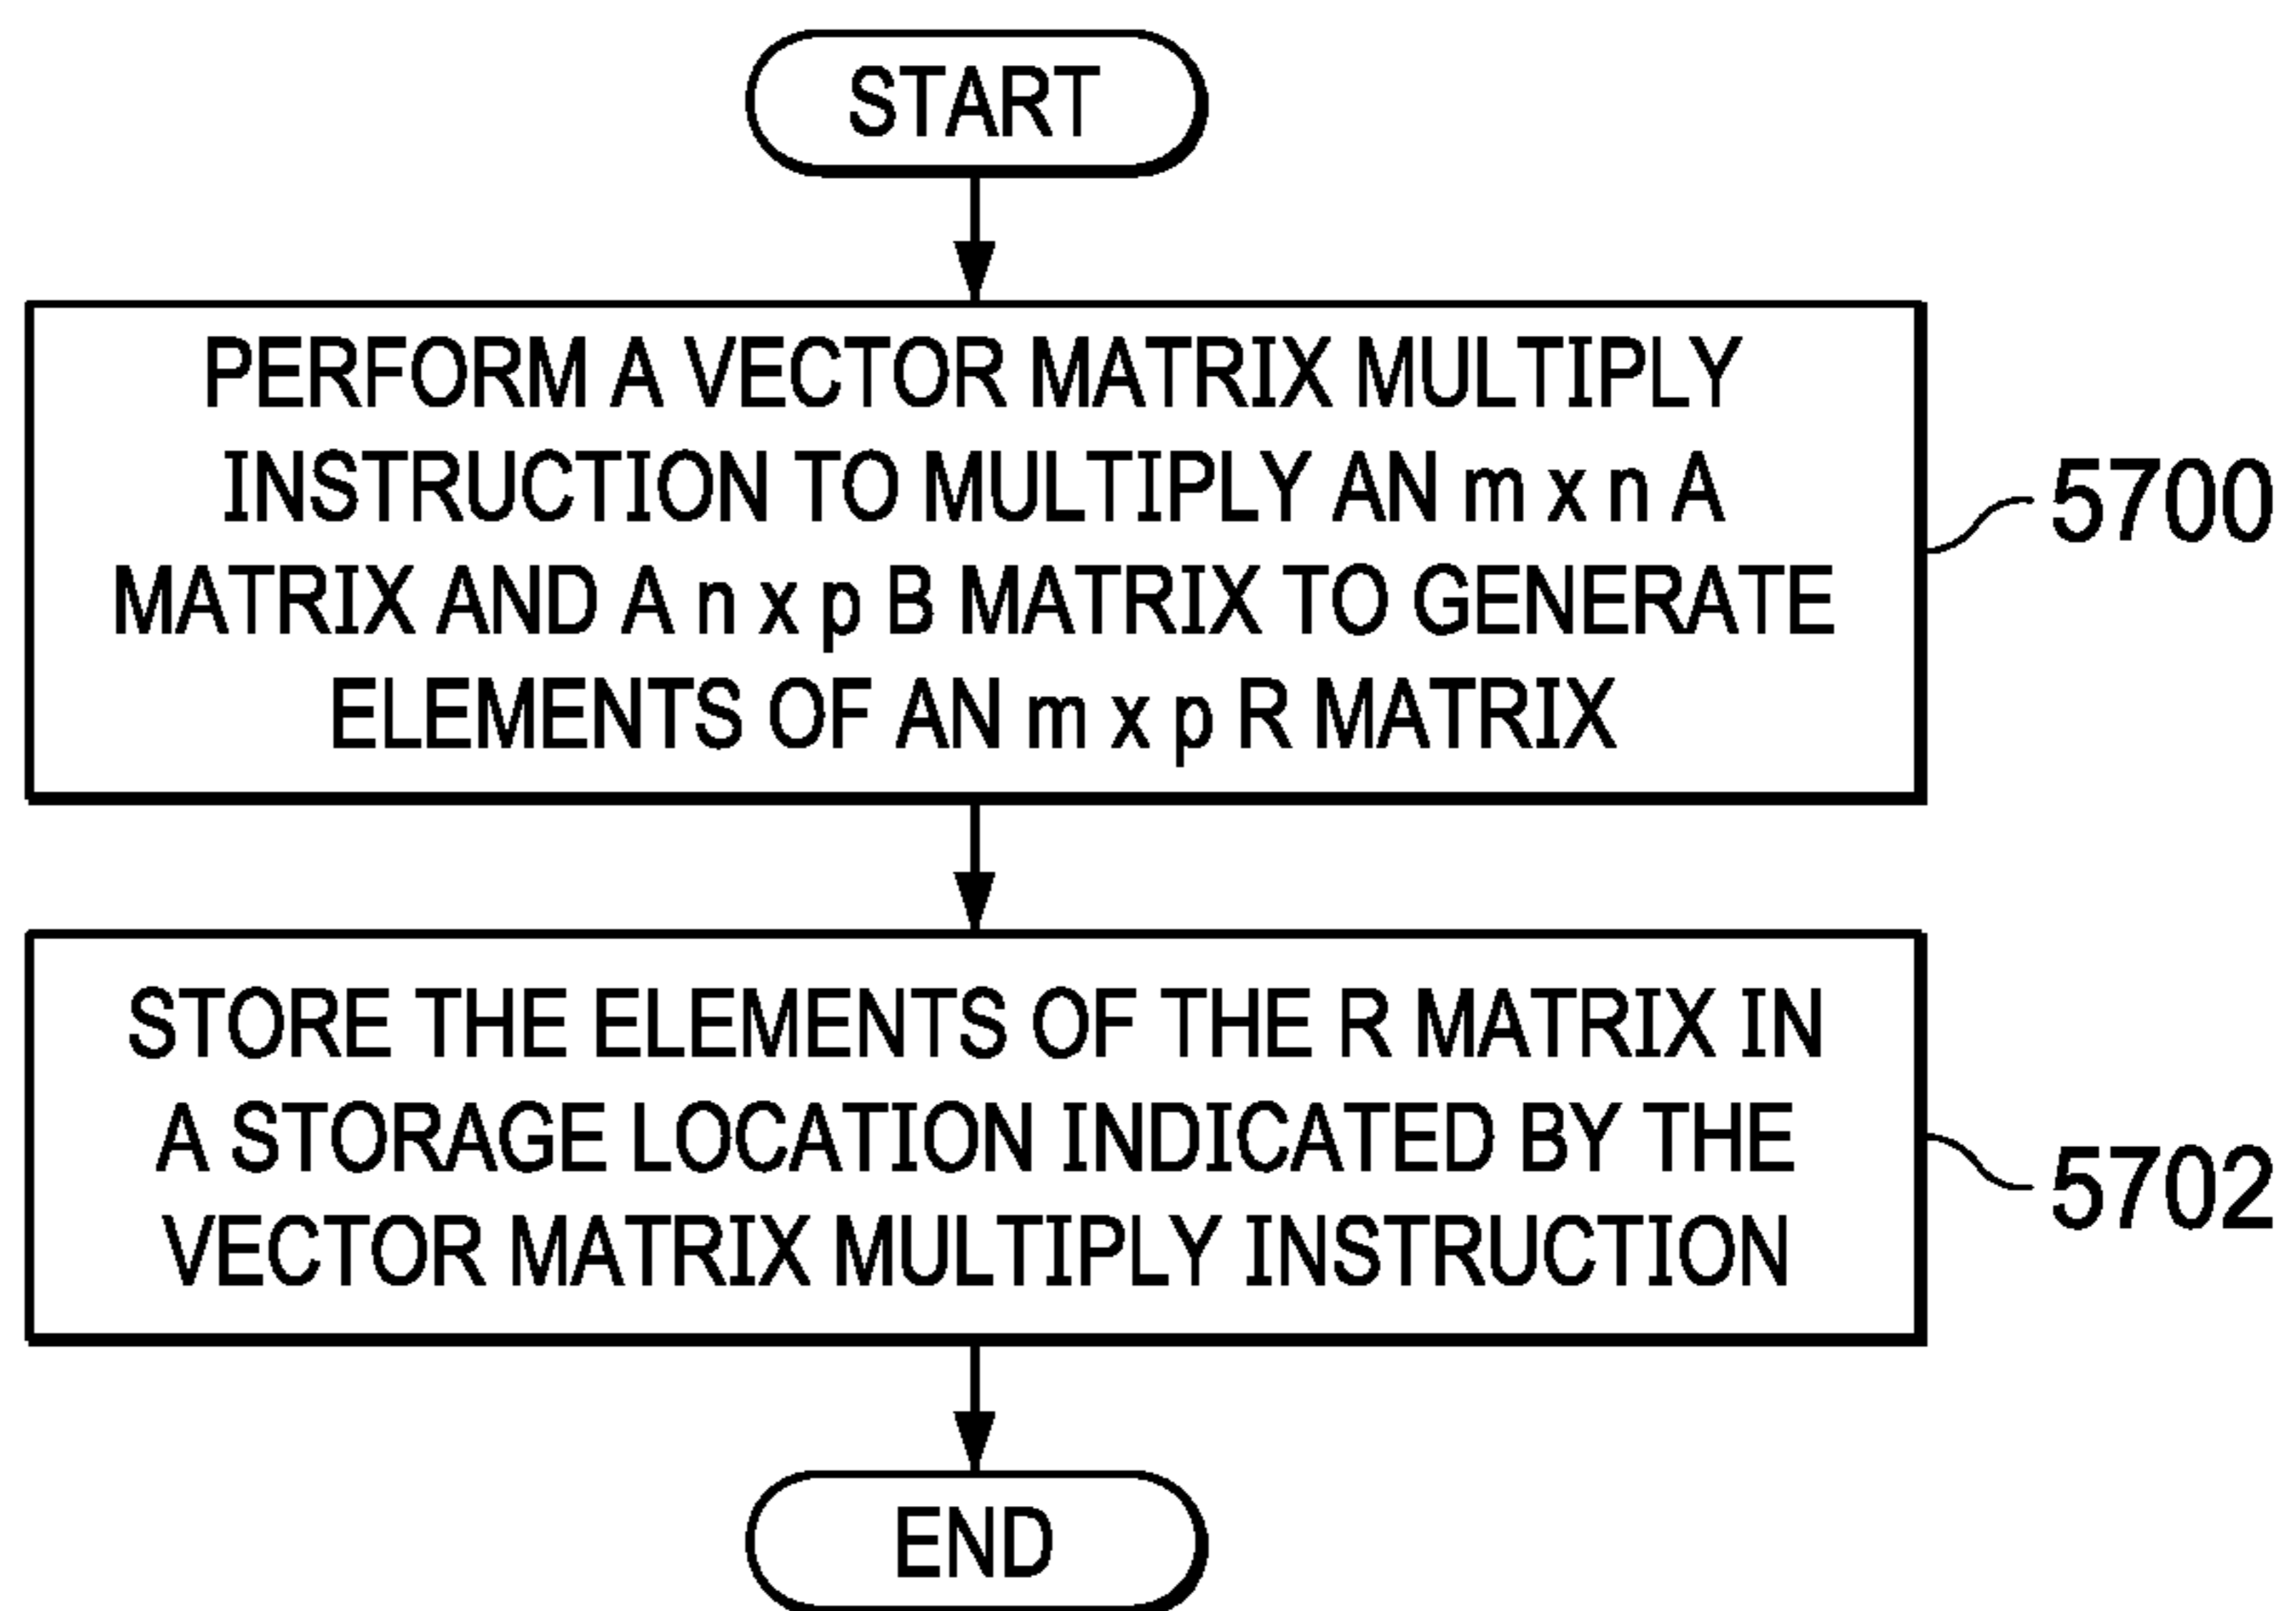 START
PERFORM A VECTOR MATRIX MULTIPLY
INSTRUCTION TO MULTIPLY AN m x n A
MATRIX AND A n x p B MATRIX TO GENERATE
ELEMENTS OF AN m x p R MATRIX
5700
STORE THE ELEMENTS OF THE R MATRIX IN
A STORAGE LOCATION INDICATED BY THE
VECTOR MATRIX MULTIPLY INSTRUCTION
5702
END